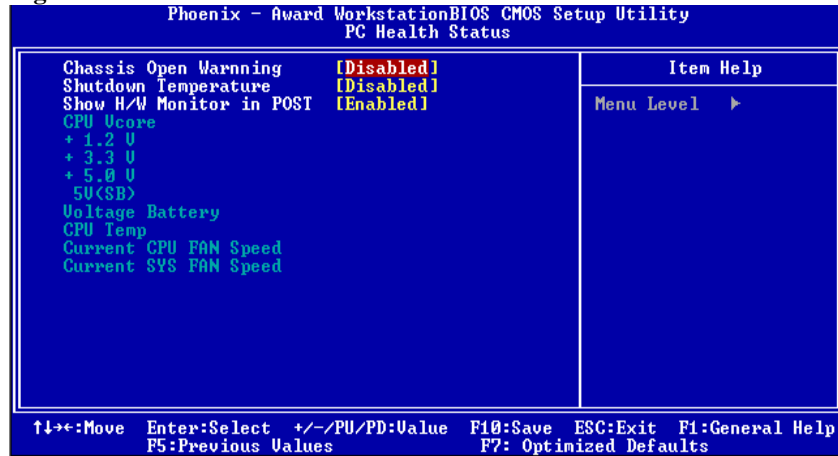 Phoenix - Award WorkstationBIOS CMOS Setup Utility
PC Health Status
Chassis Open Warnning [Disabled]
Shutdown Temperature [Disabled]
Show H/W Monitor in POST [Enabled]
CPU Vcore
+ 1.2 V
+ 3.3 V
+ 5.0 V
5V(SB)
Voltage Battery
CPU Temp
Current CPU FAN Speed
Current SYS FAN Speed
Item Help
Menu Level ►
↑↓→←:Move Enter:Select +/-/PU/PD:Value F10:Save ESC:Exit F1:General Help
F5:Previous Values F7: Optimized Defaults